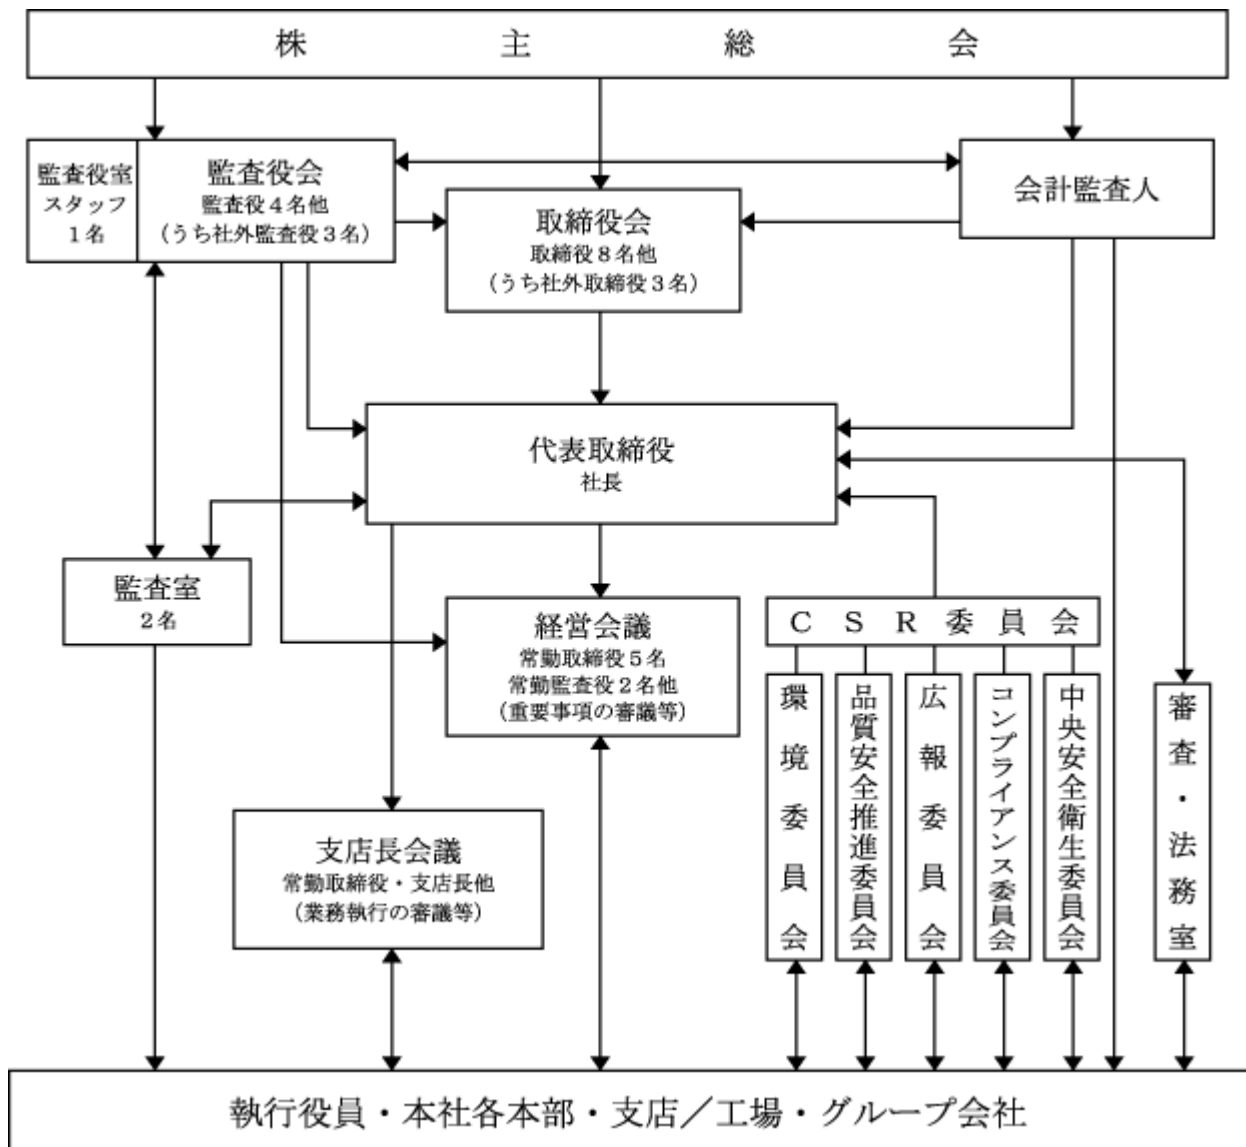 株主総会
監査役室
スタッフ
1名
監査役会
監査役4名他
(うち社外監査役3名)
取締役会
取締役8名他
(うち社外取締役3名)
会計監査人
代表取締役
社長
監査室
2名
経営会議
常勤取締役5名
常勤監査役2名他
(重要事項の審議等)
支店長会議
常勤取締役・支店長他
(業務執行の審議等)
CSR委員会
環境委員会
品質安全推進委員会
広報委員会
コンプライアンス委員会
中央安全衛生委員会
審査・法務室
執行役員・本社各本部・支店/工場・グループ会社